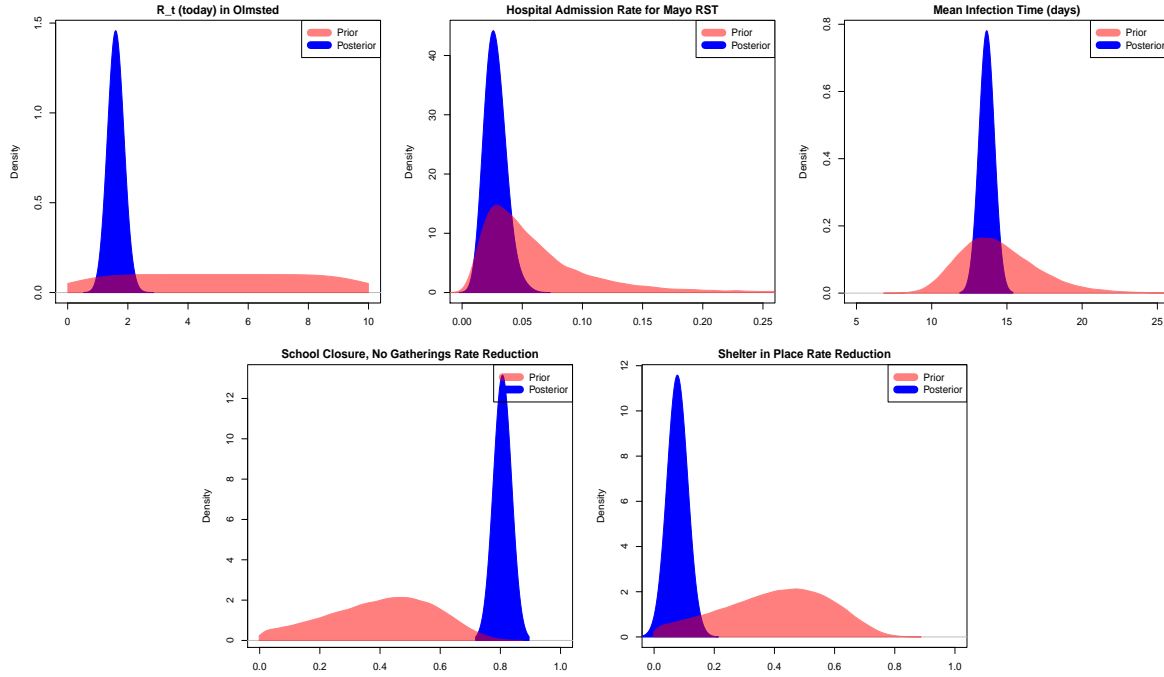 R_t (today) in Olmsted
Prior
Posterior
Density
0.0
0.5
1.0
1.5
0 2 4 6 8 10
Hospital Admission Rate for Mayo RST
Prior
Posterior
Density
0
10
20
30
40
0.00 0.05 0.10 0.15 0.20 0.25
Mean Infection Time (days)
Prior
Posterior
Density
0.0
0.2
0.4
0.6
0.8
5 10 15 20 25
School Closure, No Gatherings Rate Reduction
Prior
Posterior
Density
0
2
4
6
8
10
12
0.0 0.2 0.4 0.6 0.8 1.0
Shelter in Place Rate Reduction
Prior
Posterior
Density
0
2
4
6
8
10
12
0.0 0.2 0.4 0.6 0.8 1.0